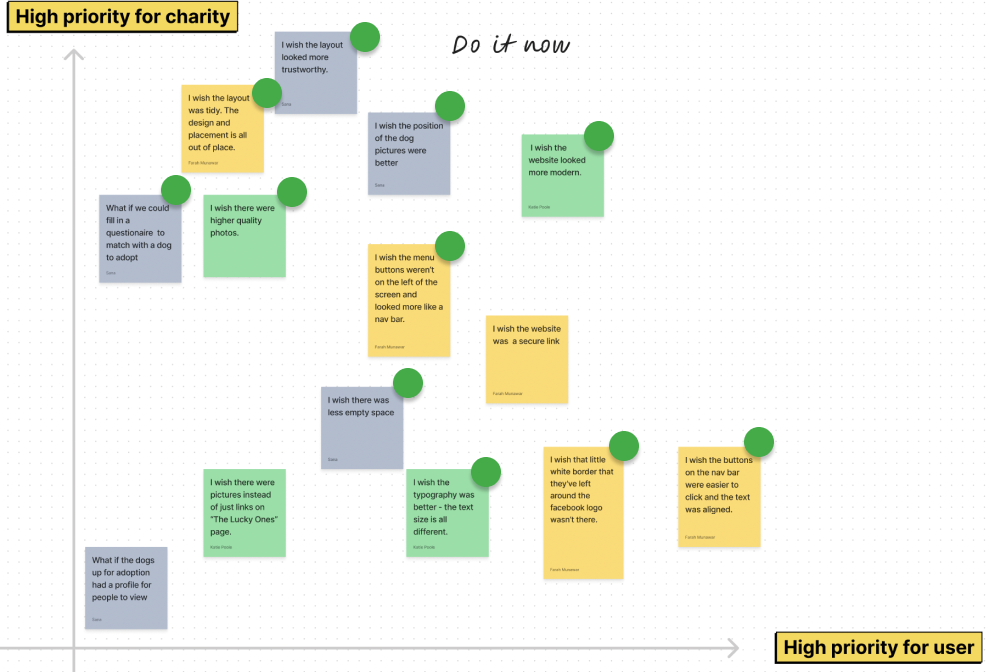 High priority for charity
Do it now
I wish the layout
looked more
trustworthy.
Sana
I wish the layout
was tidy. The
design and
placement is all
out of place.
Farah Munawar
I wish the position
of the dog
pictures were
better
Sana
I wish the
website looked
more modern.
Katie Poole
What if we could
fill in a
questionaire to
match with a dog
to adopt
Sana
I wish there were
higher quality
photos.
I wish the menu
buttons weren't
on the left of the
screen and
looked more like a
nav bar.
Farah Munawar
I wish the website
was a secure link
Farah Munawar
I wish there was
less empty space
Sana
I wish there were
pictures instead
of just links on
"The Lucky Ones"
page.
Katie Poole
I wish the
typography was
better - the text
size is all
different.
Katie Poole
I wish that little
white border that
they've left
around the
facebook logo
wasn't there.
Farah Munawar
I wish the buttons
on the nav bar
were easier to
click and the text
was aligned.
Farah Munawar
What if the dogs
up for adoption
had a profile for
people to view
Sana
High priority for user